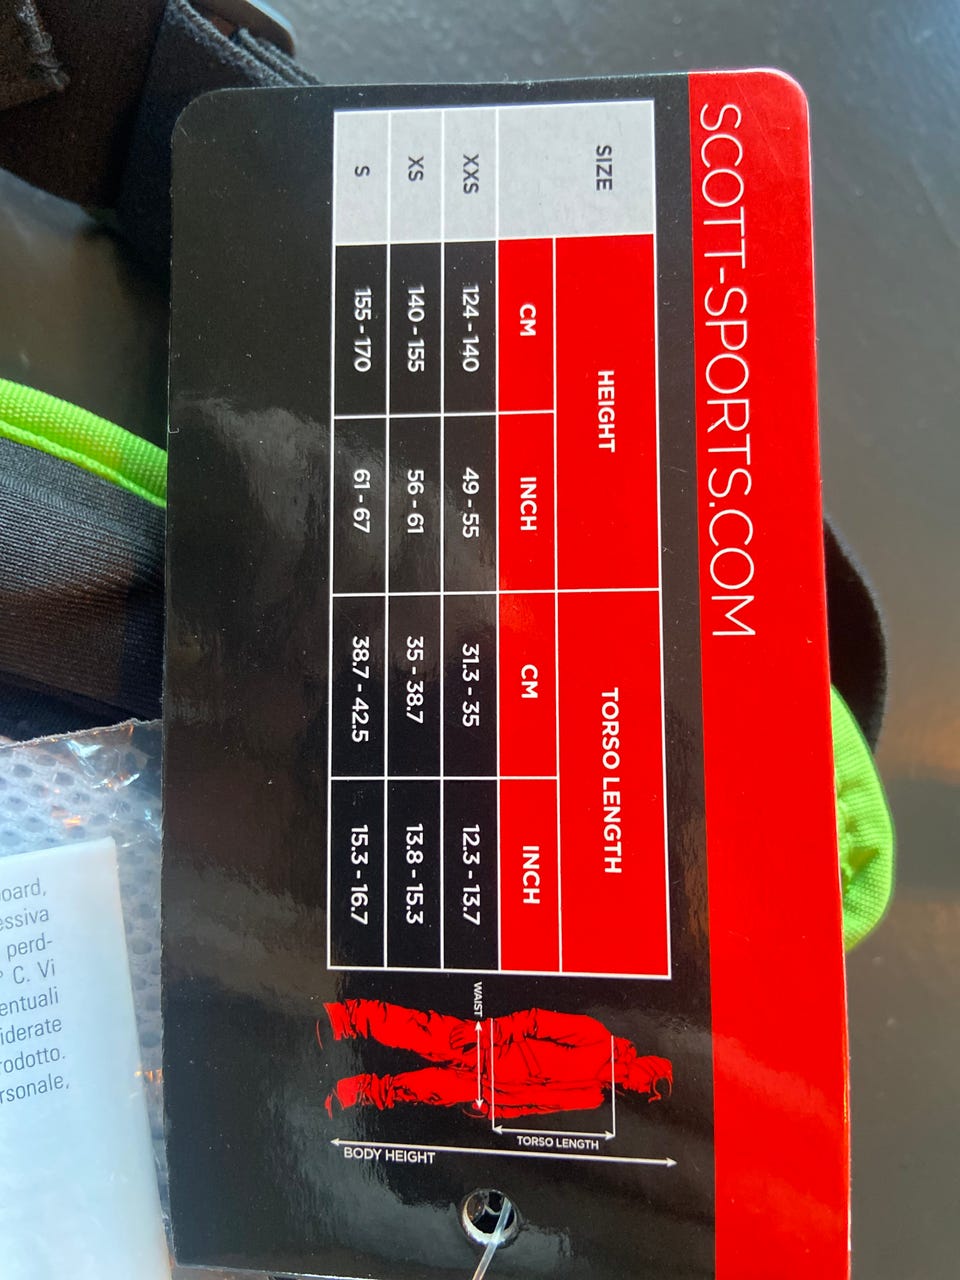 SCOTT-SPORTS.COM
SIZE HEIGHT TORSO LENGTH
CM INCH CM INCH
XXS 124-140 49 - 55 31.3 - 35 12.3 - 13.7
XS 140-155 56 - 61 35 - 38.7 13.8 - 15.3
S 155-170 61 - 67 38.7 - 42.5 15.3 - 16.7
WAIST
TORSO LENGTH
BODY HEIGHT
oard,
essiva
perd-
° C. Vi
entuali
iderate
rodotto.
rsonale,